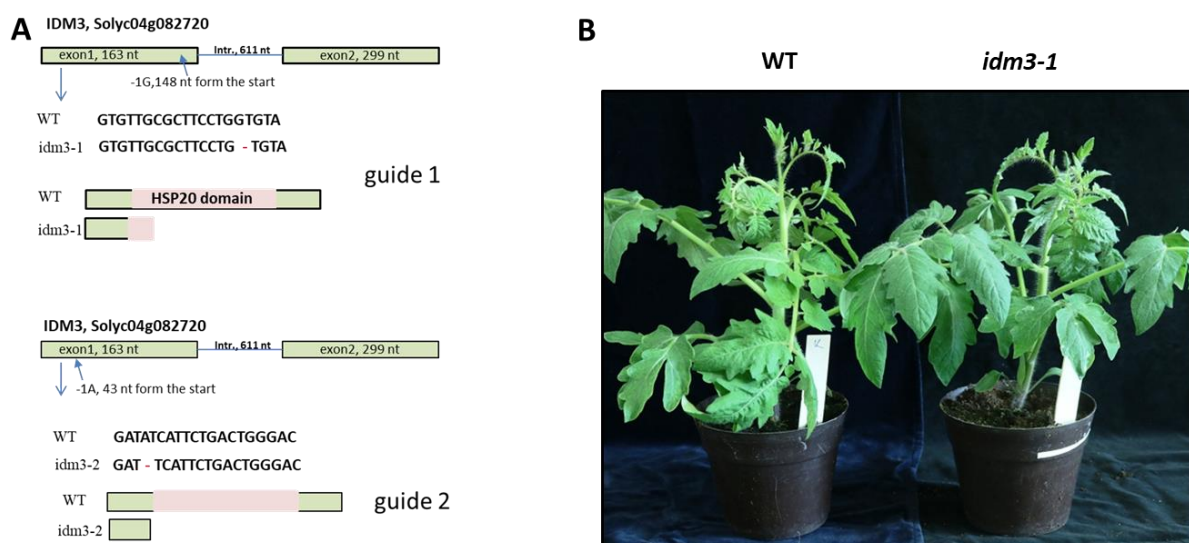 A
IDM3, Solyc04g082720
exon1, 163 nt
Intr., 611 nt
exon2, 299 nt
-1G,148 nt form the start
WT GTGTTGCGCTTCCTGGTGTA
idm3-1 GTGTTGCGCTTCCTG - TGTA
guide 1
WT HSP20 domain
idm3-1
IDM3, Solyc04g082720
exon1, 163 nt
Intr., 611 nt
exon2, 299 nt
-1A, 43 nt form the start
WT GATATCATTCTGACTGGGAC
idm3-2 GAT - TCATTCTGACTGGGAC
WT
guide 2
idm3-2
B
WT idm3-1